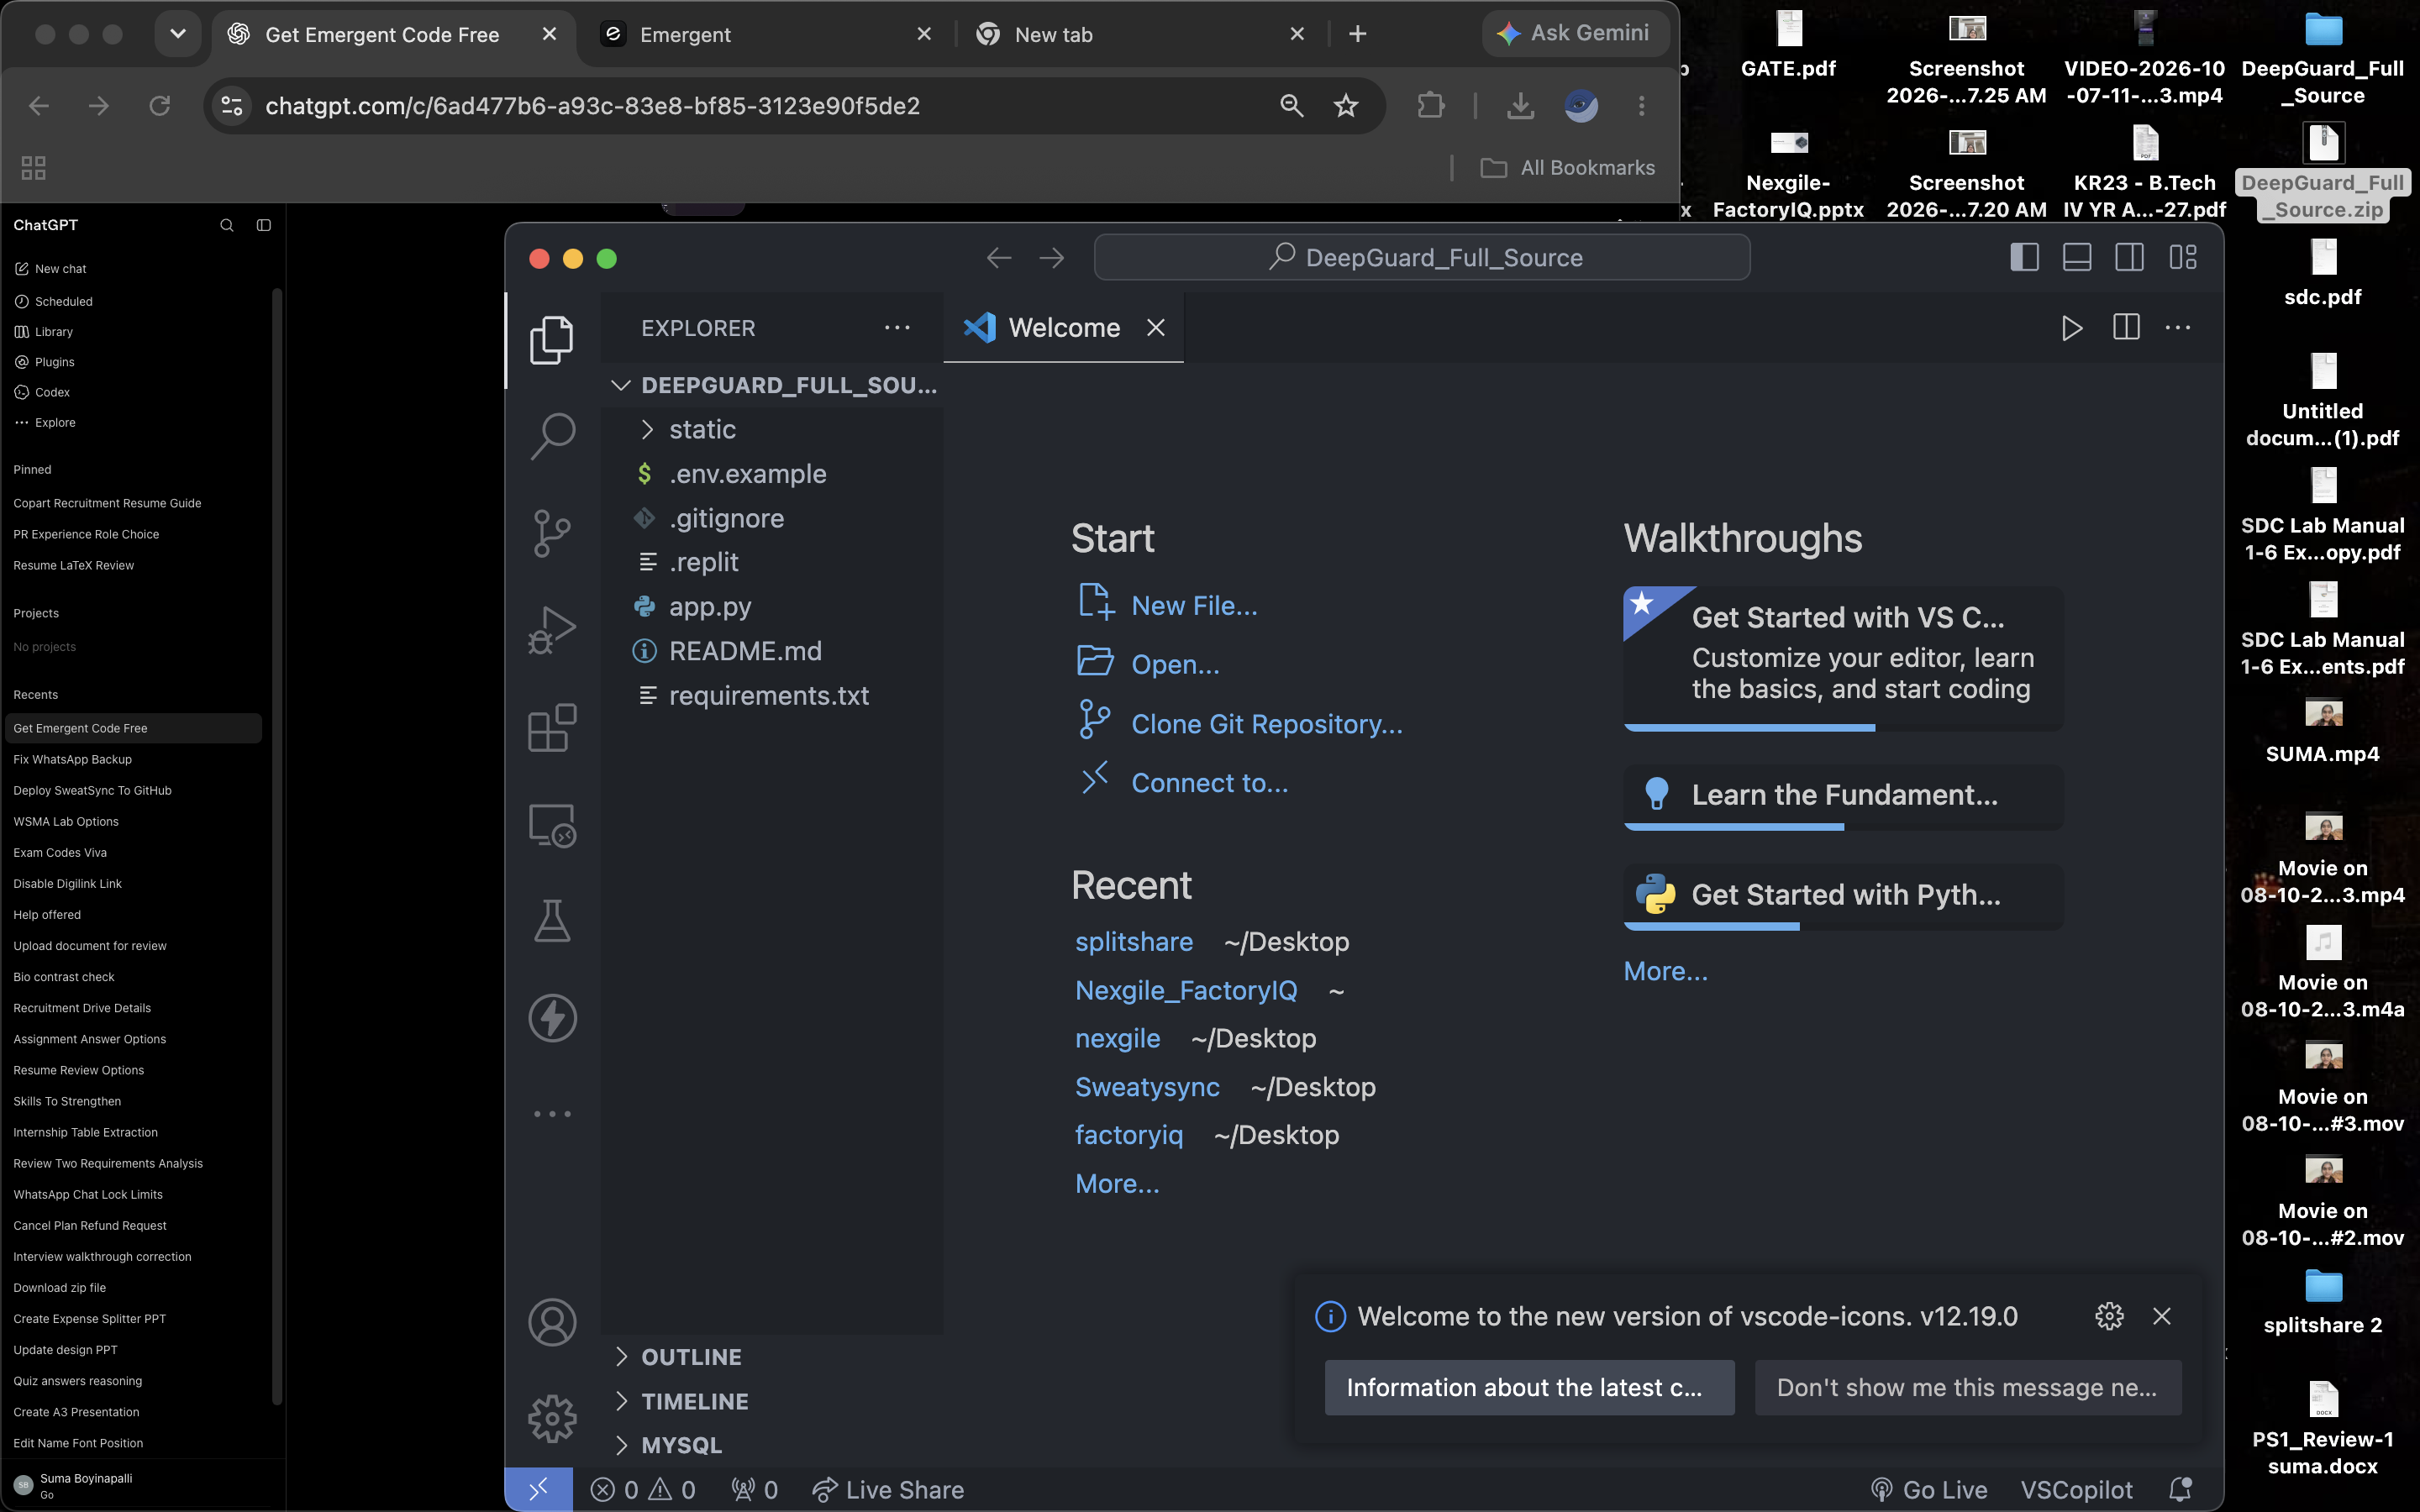 Get Emergent Code Free
Emergent
New tab
Ask Gemini
chatgpt.com/c/6ad477b6-a93c-83e8-bf85-3123e90f5de2
All Bookmarks
ChatGPT
New chat
Scheduled
Library
Plugins
Codex
Explore
Pinned
Copart Recruitment Resume Guide
PR Experience Role Choice
Resume LaTeX Review
Projects
No projects
Recents
Get Emergent Code Free
Fix WhatsApp Backup
Deploy SweatSync To GitHub
WSMA Lab Options
Exam Codes Viva
Disable Digilink Link
Help offered
Upload document for review
Bio contrast check
Recruitment Drive Details
Assignment Answer Options
Resume Review Options
Skills To Strengthen
Internship Table Extraction
Review Two Requirements Analysis
WhatsApp Chat Lock Limits
Cancel Plan Refund Request
Interview walkthrough correction
Download zip file
Create Expense Splitter PPT
Update design PPT
Quiz answers reasoning
Create A3 Presentation
Edit Name Font Position
SB
Suma Boyinapalli
Go
DeepGuard_Full_Source
EXPLORER
Welcome
DEEPGUARD_FULL_SOU...
static
.env.example
.gitignore
.replit
app.py
README.md
requirements.txt
OUTLINE
TIMELINE
MYSQL
Start
New File...
Open...
Clone Git Repository...
Connect to...
Recent
splitshare ~/Desktop
Nexgile_FactoryIQ ~
nexgile ~/Desktop
Sweatysync ~/Desktop
factoryiq ~/Desktop
More...
Walkthroughs
Get Started with VS C...
Customize your editor, learn
the basics, and start coding
Learn the Fundament...
Get Started with Pyth...
More...
Welcome to the new version of vscode-icons. v12.19.0
Information about the latest c...
Don't show me this message ne...
0 0
0
Live Share
Go Live
VSCopilot
GATE.pdf
Screenshot
2026-...7.25 AM
VIDEO-2026-10
-07-11-...3.mp4
DeepGuard_Full
_Source
Nexgile-
FactoryIQ.pptx
Screenshot
2026-...7.20 AM
PDF
KR23 - B.Tech
IV YR A...-27.pdf
DeepGuard_Full
_Source.zip
sdc.pdf
Untitled
docum...(1).pdf
SDC Lab Manual
1-6 Ex...opy.pdf
SDC Lab Manual
1-6 Ex...ents.pdf
SUMA.mp4
Movie on
08-10-2...3.mp4
Movie on
08-10-2...3.m4a
Movie on
08-10-...#3.mov
Movie on
08-10-...#2.mov
splitshare 2
DOCX
PS1_Review-1
suma.docx